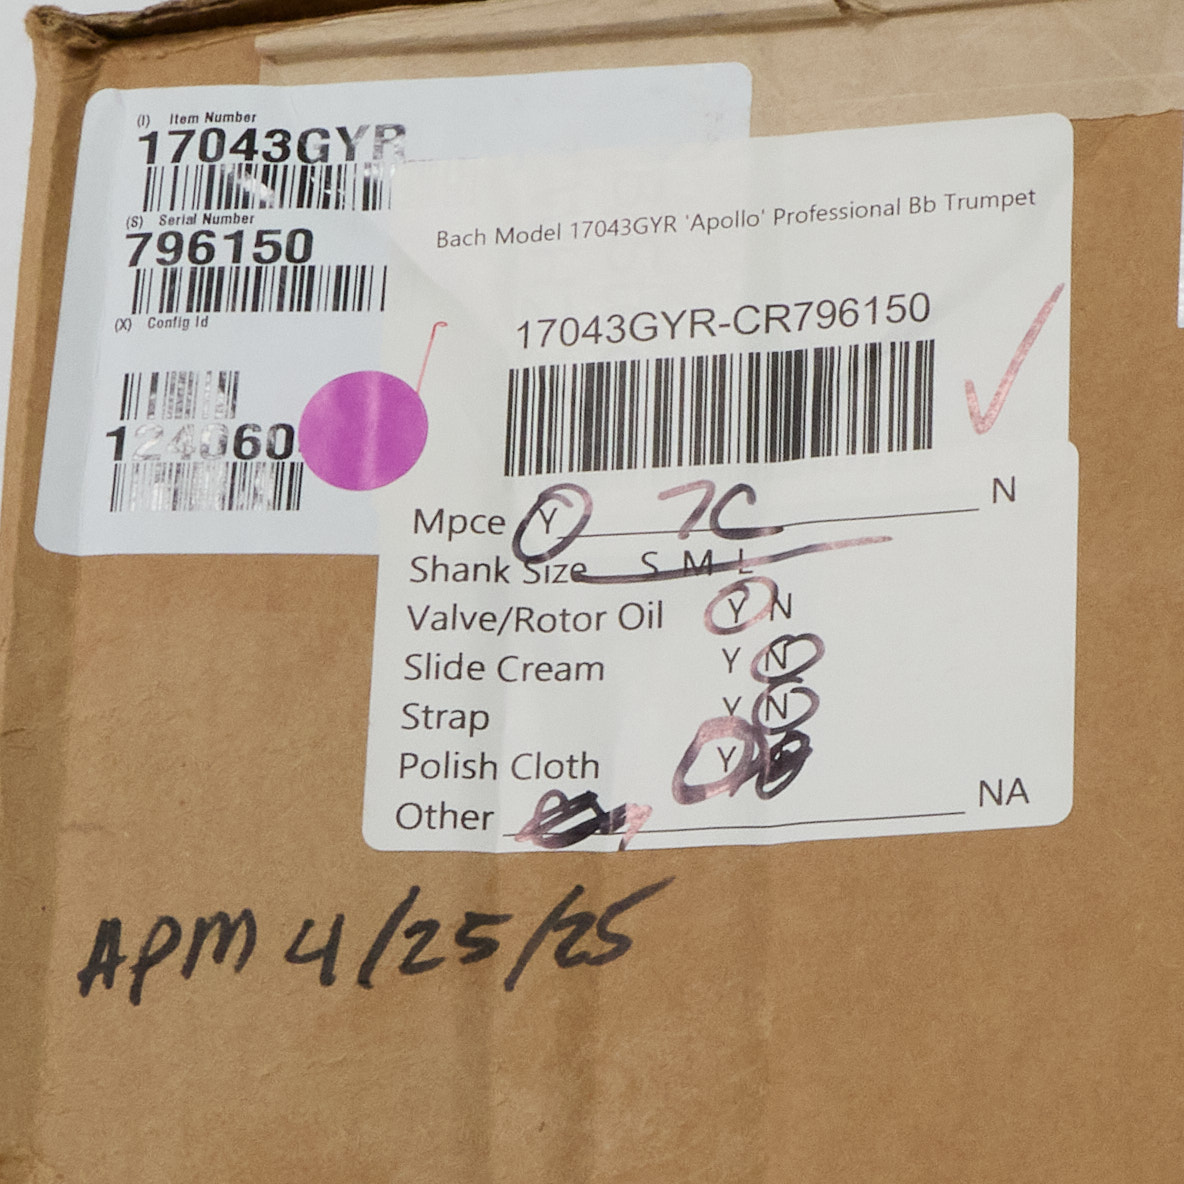 (I) Item Number
17043GYR
(S) Serial Number
796150
(X) Config Id
124060
Bach Model 17043GYR 'Apollo' Professional Bb Trumpet
17043GYR-CR796150
Mpce Y 7C N
Shank Size S M L
Valve/Rotor Oil Y N
Slide Cream Y N
Strap Y N
Polish Cloth Y
Other NA
APM 4/25/25